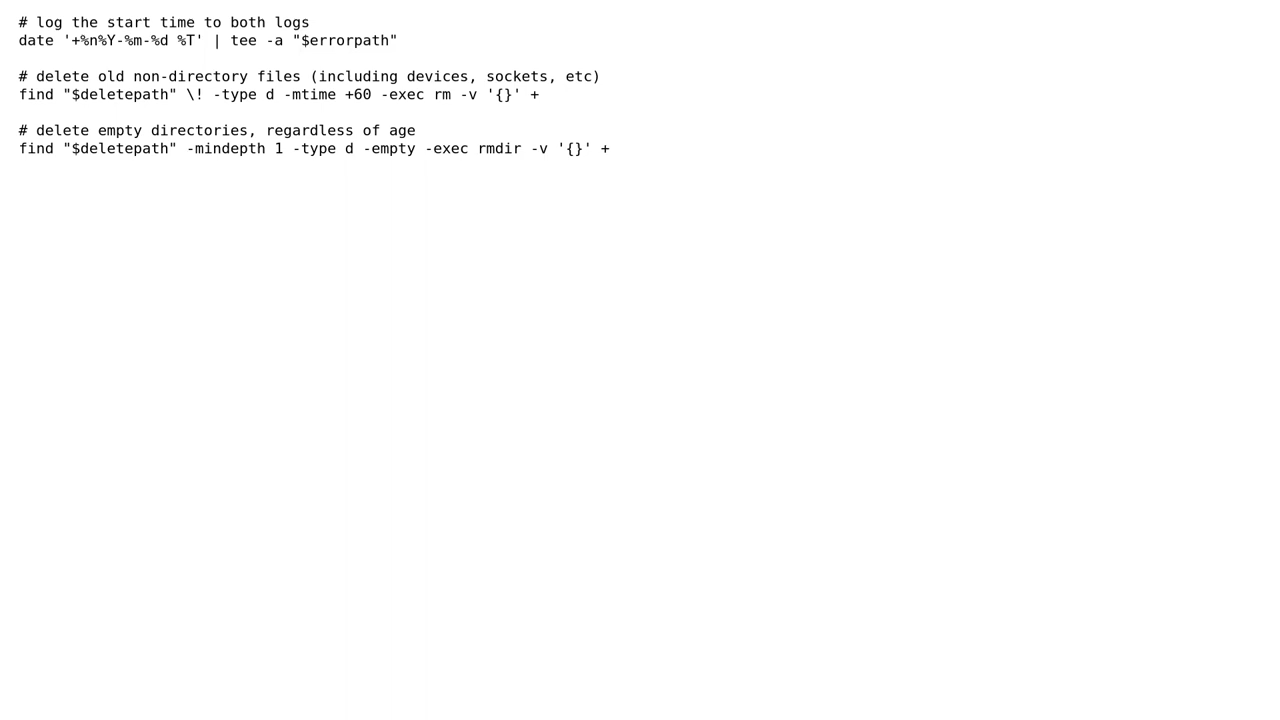 # log the start time to both logs
date '+%n%Y-%m-%d %T' | tee -a "$errorpath"
# delete old non-directory files (including devices, sockets, etc)
find "$deletepath" \! -type d -mtime +60 -exec rm -v '{}' +
# delete empty directories, regardless of age
find "$deletepath" -mindepth 1 -type d -empty -exec rmdir -v '{}' +